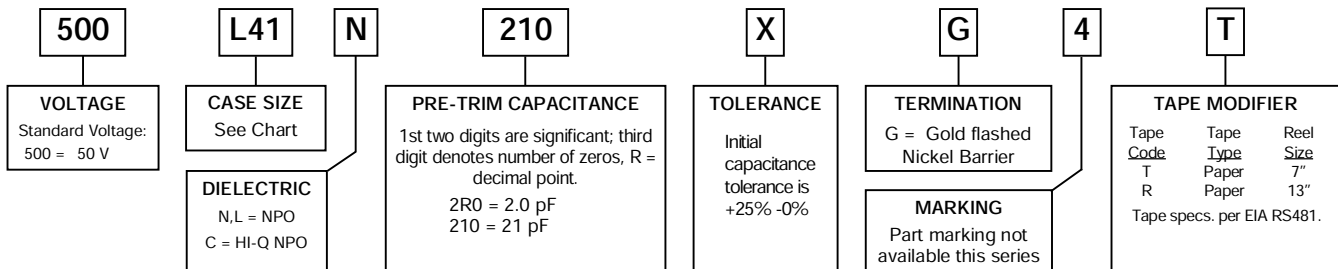 500 L41 N 210 X G 4 T
VOLTAGE
Standard Voltage:
500 = 50 V
CASE SIZE
See Chart
DIELECTRIC
N,L = NPO
C = HI-Q NPO
PRE-TRIM CAPACITANCE
1st two digits are significant; third
digit denotes number of zeros, R =
decimal point.
2R0 = 2.0 pF
210 = 21 pF
TOLERANCE
Initial
capacitance
tolerance is
+25% -0%
TERMINATION
G = Gold flashed
Nickel Barrier
MARKING
Part marking not
available this series
TAPE MODIFIER
Tape Tape Reel
Code Type Size
T Paper 7”
R Paper 13”
Tape specs. per EIA RS481.